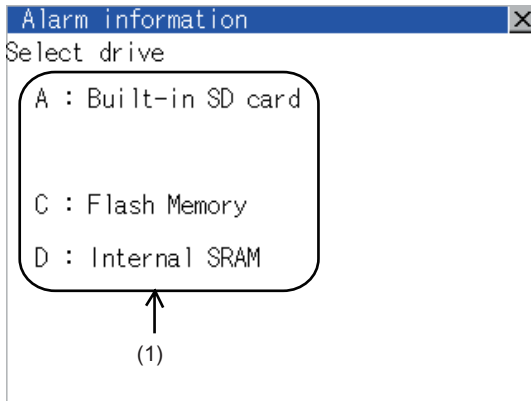 Alarm information
Select drive
A : Built-in SD card
C : Flash Memory
D : Internal SRAM
(1)